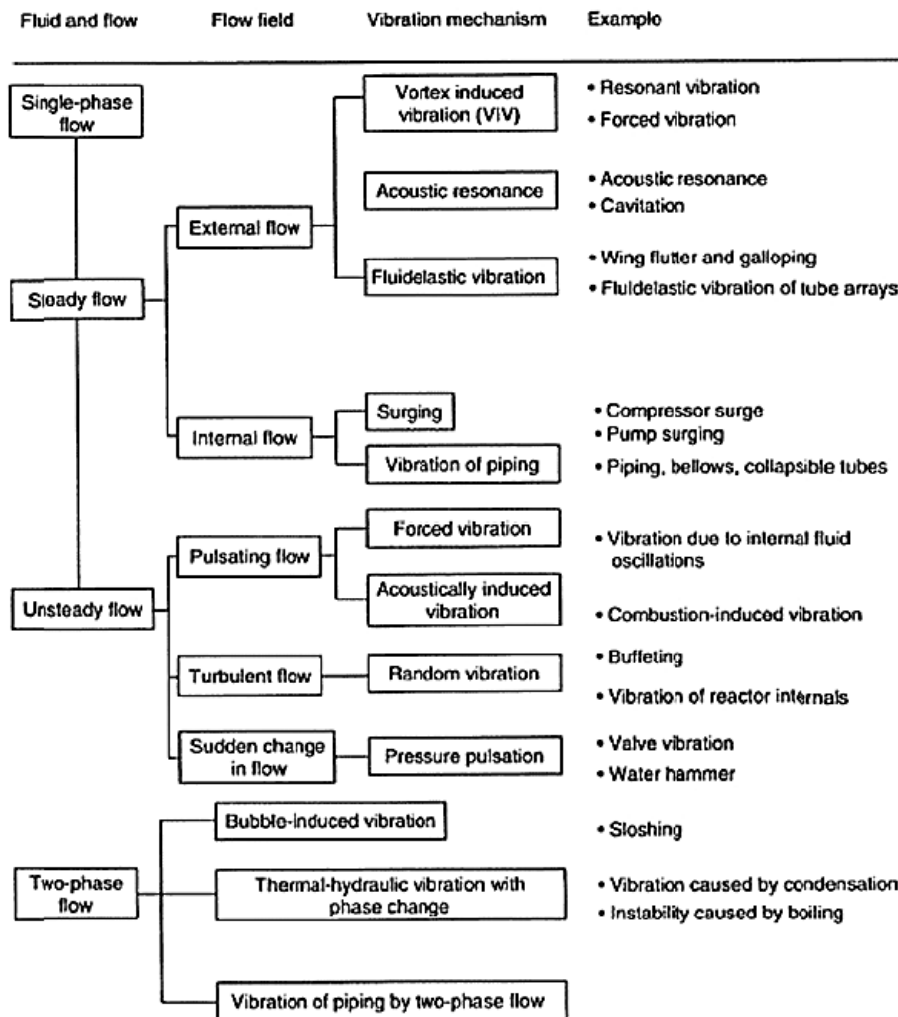 Fluid and flow
Flow field
Vibration mechanism
Example
Single-phase
flow
Vortex induced
vibration (VIV)
• Resonant vibration
• Forced vibration
Acoustic resonance
• Acoustic resonance
• Cavitation
External flow
Fluidelastic vibration
• Wing flutter and galloping
• Fluidelastic vibration of tube arrays
Steady flow
Internal flow
Surging
• Compressor surge
• Pump surging
Vibration of piping
• Piping, bellows, collapsible tubes
Pulsating flow
Forced vibration
• Vibration due to internal fluid
oscillations
Unsteady flow
Acoustically induced
vibration
• Combustion-induced vibration
Turbulent flow
Random vibration
• Buffeting
• Vibration of reactor internals
Sudden change
in flow
Pressure pulsation
• Valve vibration
• Water hammer
Bubble-induced vibration
• Sloshing
Two-phase
flow
Thermal-hydraulic vibration with
phase change
• Vibration caused by condensation
• Instability caused by boiling
Vibration of piping by two-phase flow